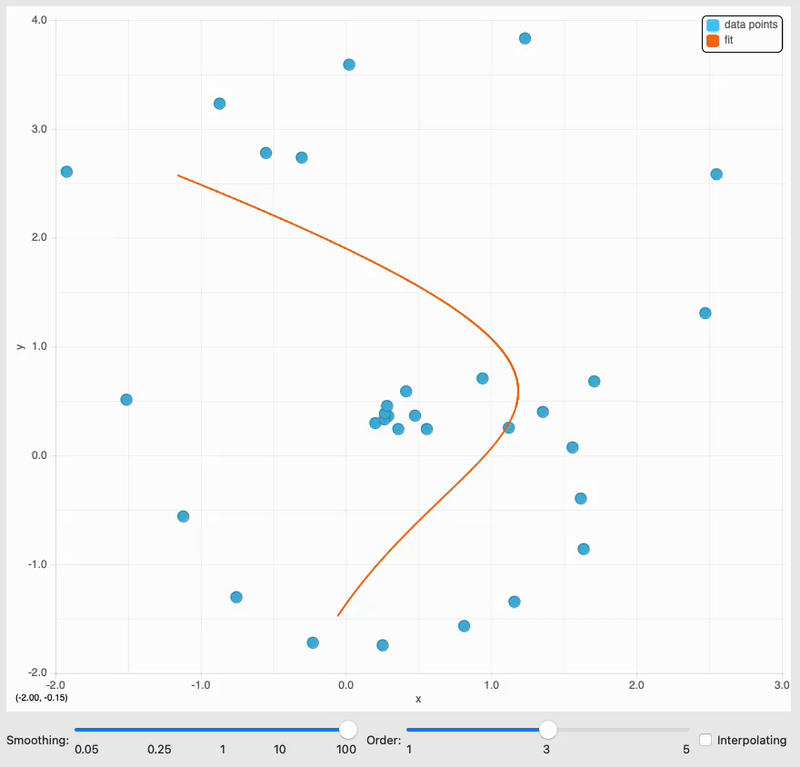 4.0
data points
fit
3.0
2.0
1.0
y
0.0
-1.0
-2.0
-2.0 -1.0 0.0 1.0 2.0 3.0
(-2.00, -0.15)
x
Smoothing: 0.05 0.25 1 10 100 Order: 1 3 5 Interpolating